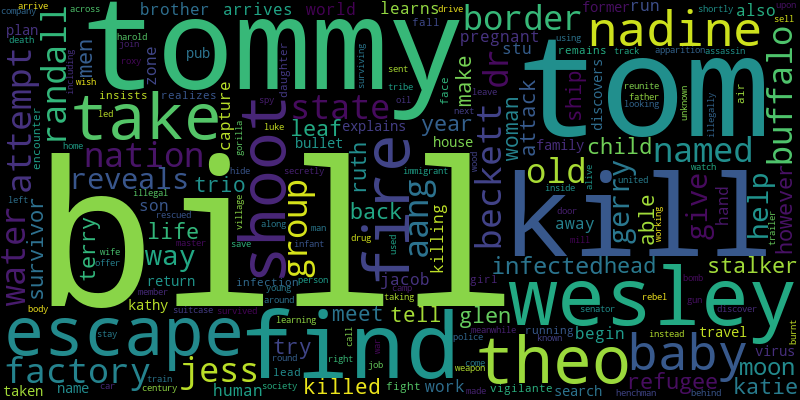 company
arrive
across
brother
arrives
world
learns
drive
border
nadine
former
run
arrive
shortly
upon
plan
death
harold
join
roxy
tommy
fall
pregnant
stu
using
also
sell
randall
men
zone
pub
daughter
surviving
realizes
insists
remains
track
apparition
assassin
buffalo
attempt
including
wish
take
capture
spy
sent
tribe
oil
face
make
dr
ship
discovers
tom
reunite
father
looking
unknown
illegally
air
encounter
led
shoot
state
luke
gorilla
explains
year
next
woman
attack
family
child
named
home
nation
leaf
bullet
house
leave
wood
door
inside
alive
watch
united
reveals
trio
ruth
fire
aang
beckett
old
gerry
able
working
give
hand
help
however
water
survivor
left
illegal
son
hide
secretly
immigrant
back
kill
mill
trailer
terry
life
village
along
man
wife
offer
rescued
way
group
killing
away
return
master
save
infant
drug
used
jacob
camp
girl
infected
head
stalker
bill
infection
person
taking
wesley
body
kathy
suitcase
survived
young
around
meet
tell
glen
running
begin
travel
bomb
gun
rebel
virus
senator
discover
escape
find
stay
member
learning
call
war
try
meanwhile
police
known
instead
burnt
factory
jess
train
round
right
job
come
theo
baby
refugee
moon
taken
name
car
century
human
society
lead
killed
fight
weapon
work
made
vigilante
henchman
search
behind
katie